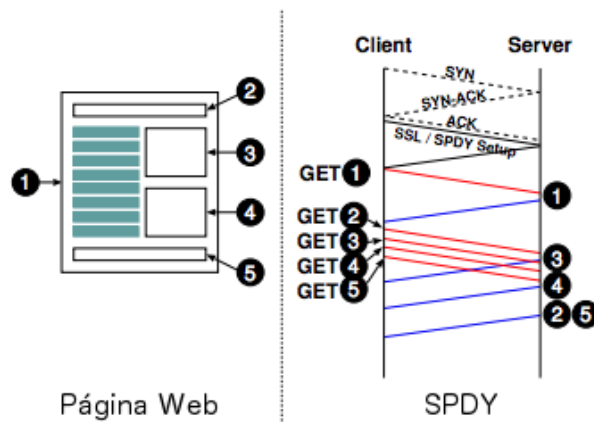 2
3
1
4
5
Página Web
Client Server
SYN
SYN-ACK
ACK
SSL / SPDY Setup
GET 1
1
GET 2
GET 3
3
GET 4
4
GET 5
2 5
SPDY